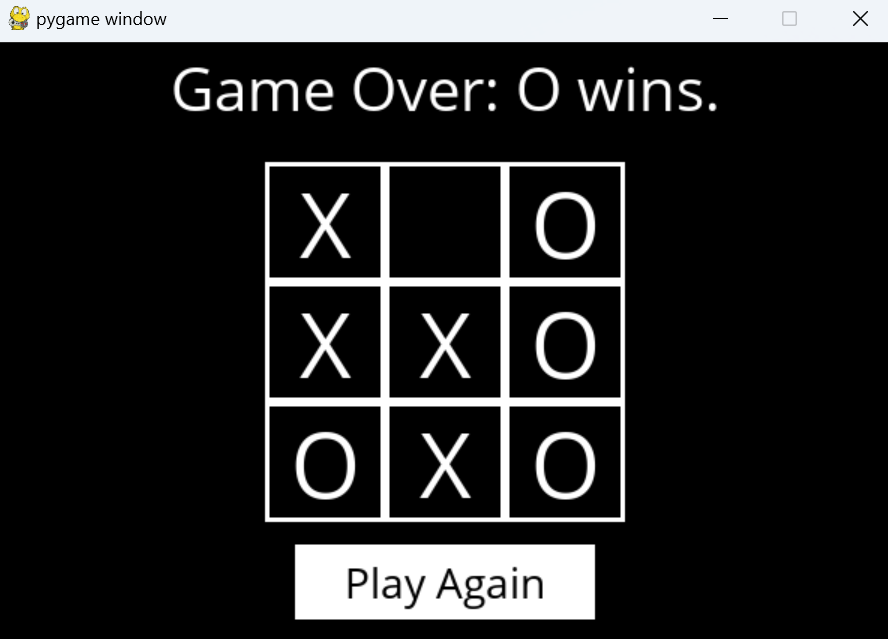 pygame window
Game Over: O wins.
X O
X X O
O X O
Play Again